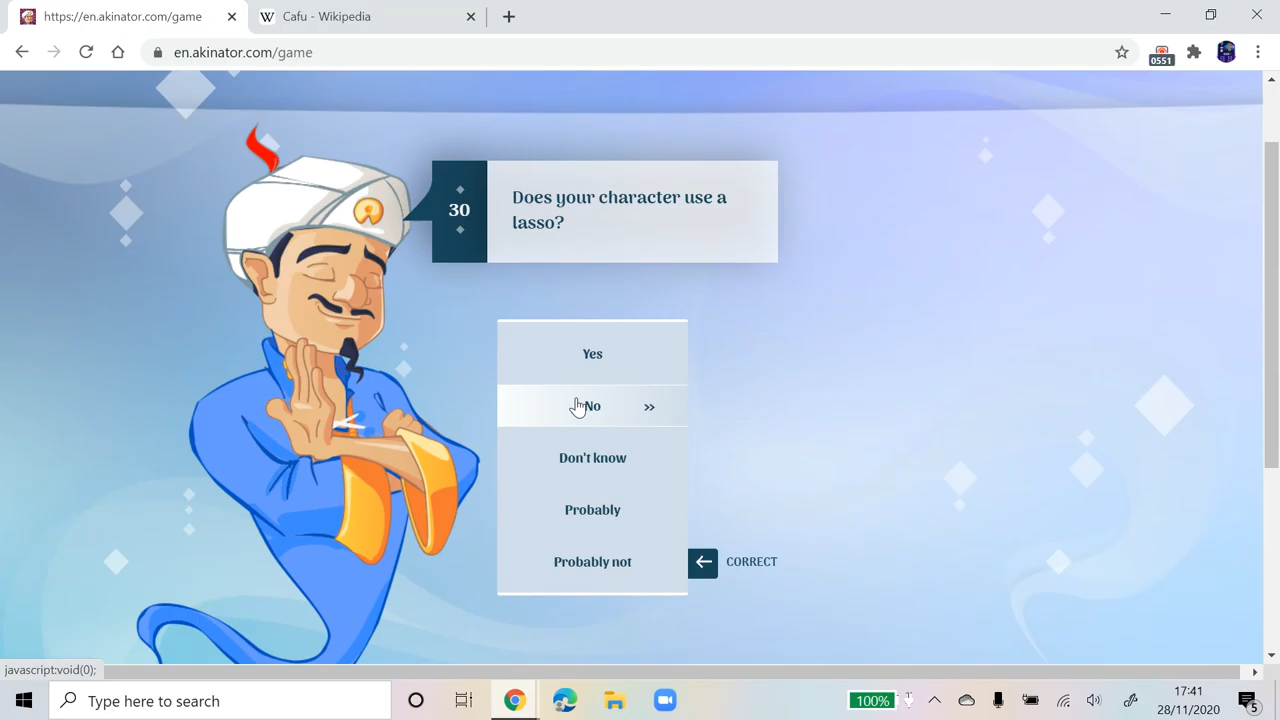 https://en.akinator.com/game
W Cafu - Wikipedia
en.akinator.com/game
0551
30
Does your character use a
lasso?
Yes
No
Don't know
Probably
Probably not
CORRECT
javascript:void(0);
Type here to search
100%
17:41
28/11/2020
5